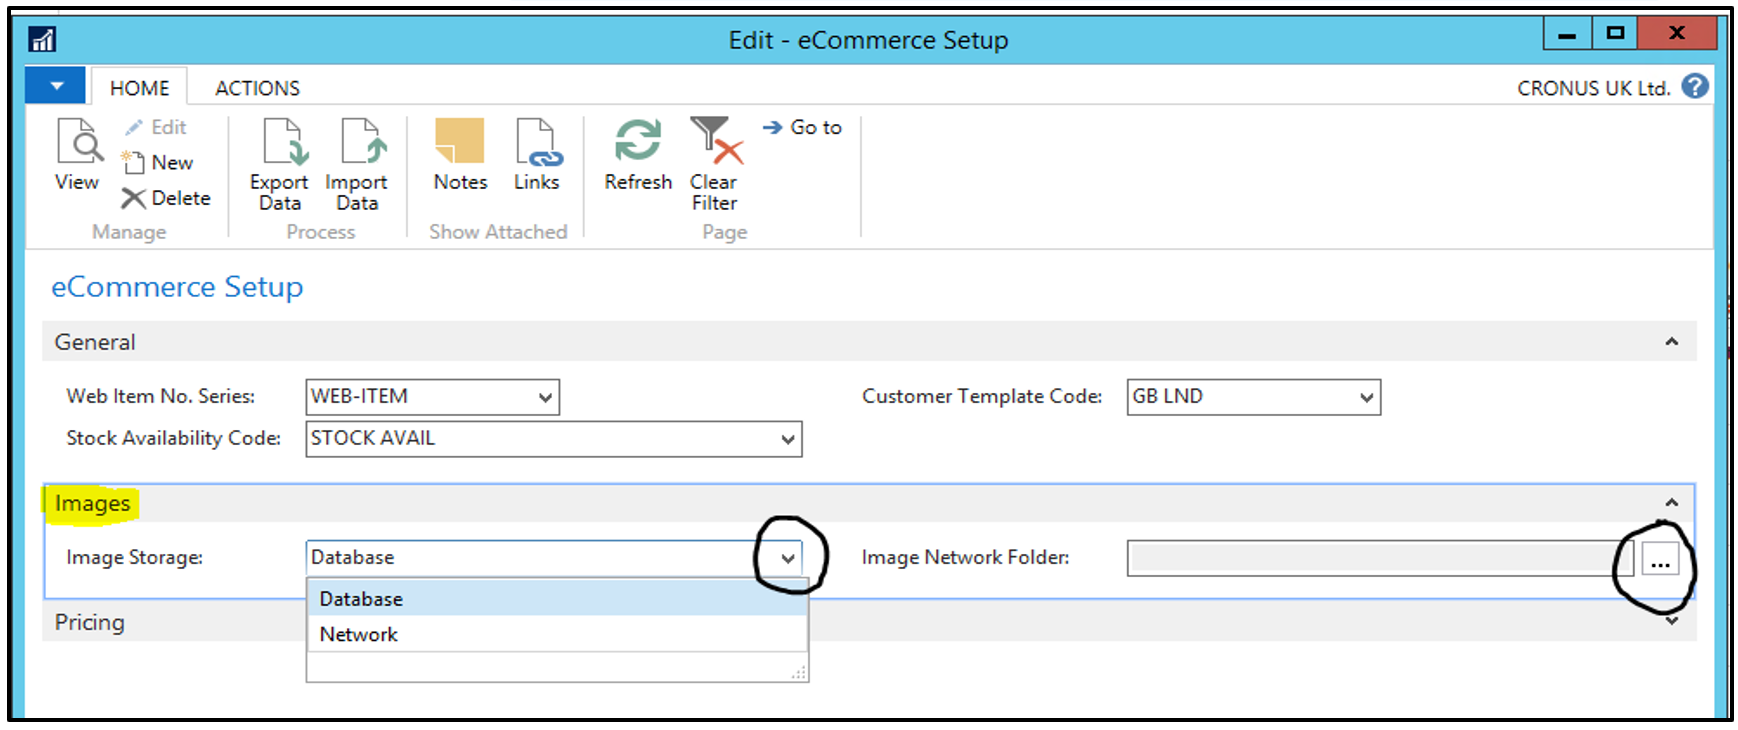 Edit - eCommerce Setup
HOME ACTIONS CRONUS UK Ltd. ?
View Edit New Delete
Manage
Export Data Import Data
Process
Notes Links
Show Attached
Refresh Clear Filter Go to
Page
eCommerce Setup
General
Web Item No. Series: WEB-ITEM Customer Template Code: GB LND
Stock Availability Code: STOCK AVAIL
Images
Image Storage: Database Image Network Folder: ...
Database
Network
Pricing